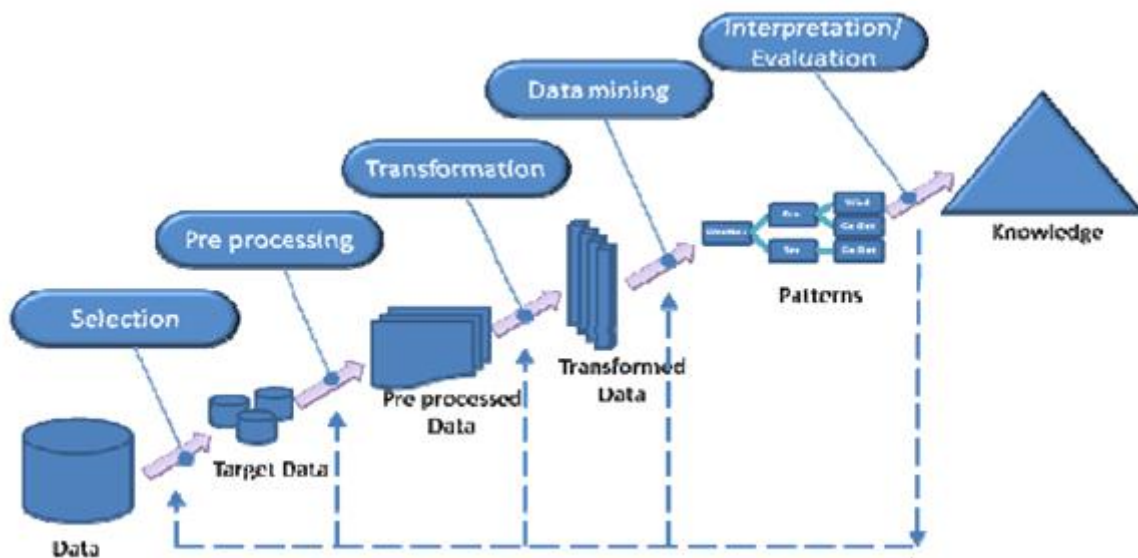 Interpretation/
Evaluation
Data mining
Transformation
Pre processing
Selection
Knowledge
Patterns
Transformed
Data
Pre processed
Data
Target Data
Data